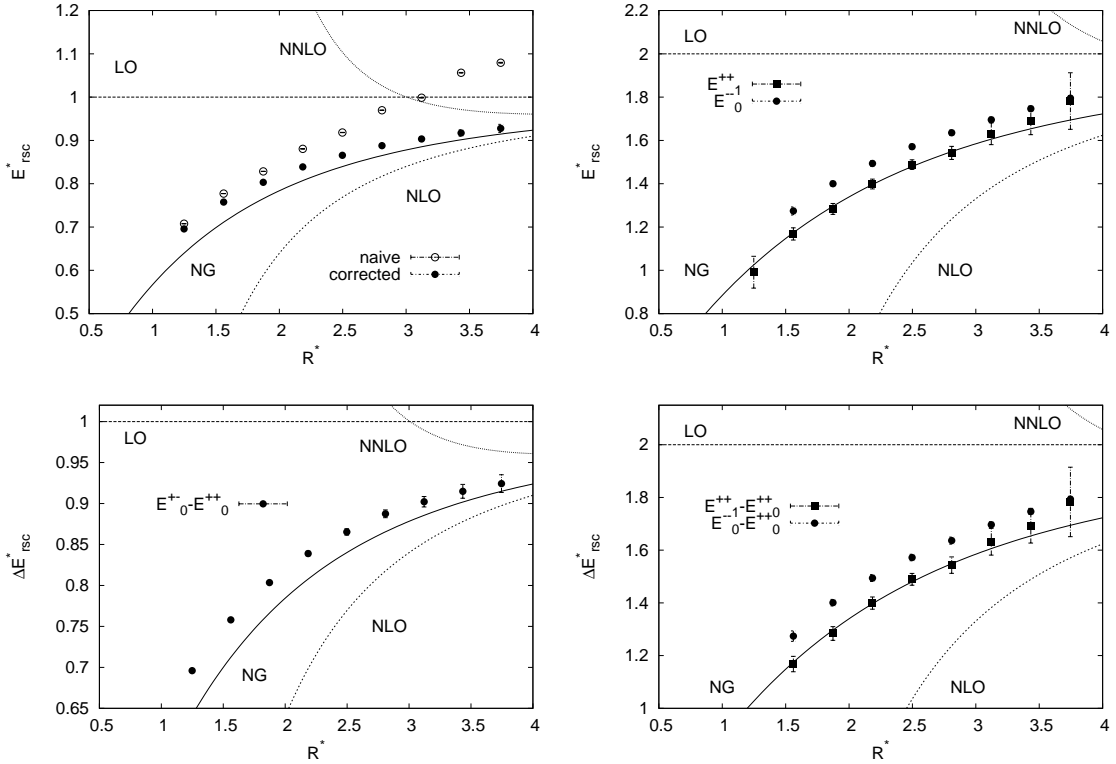 E*rsc
1.2
1.1
1
0.9
0.8
0.7
0.6
0.5
LO
NNLO
NLO
NG
naive
corrected
0.5 1 1.5 2 2.5 3 3.5 4
R*
E*rsc
2.2
2
1.8
1.6
1.4
1.2
1
0.8
LO
NNLO
E++1
E--0
NG
NLO
0.5 1 1.5 2 2.5 3 3.5 4
R*
ΔE*rsc
1
0.95
0.9
0.85
0.8
0.75
0.7
0.65
LO
NNLO
E+-0-E++0
NLO
NG
0.5 1 1.5 2 2.5 3 3.5 4
R*
ΔE*rsc
2
1.8
1.6
1.4
1.2
1
NNLO
LO
E++1-E++0
E--0-E++0
NG
NLO
0.5 1 1.5 2 2.5 3 3.5 4
R*